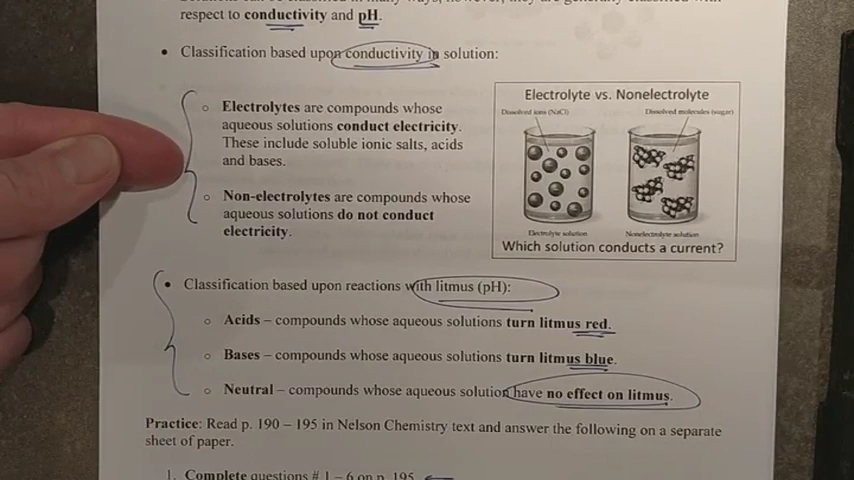 respect to conductivity and pH.
• Classification based upon conductivity in solution:
○ Electrolytes are compounds whose
aqueous solutions conduct electricity.
These include soluble ionic salts, acids
and bases.
○ Non-electrolytes are compounds whose
aqueous solutions do not conduct
electricity.
Electrolyte vs. Nonelectrolyte
Dissolved ions (NaCl) Dissolved molecules (sugar)
Electrolyte solution Nonelectrolyte solution
Which solution conducts a current?
• Classification based upon reactions with litmus (pH):
○ Acids – compounds whose aqueous solutions turn litmus red.
○ Bases – compounds whose aqueous solutions turn litmus blue.
○ Neutral – compounds whose aqueous solution have no effect on litmus.
Practice: Read p. 190 – 195 in Nelson Chemistry text and answer the following on a separate
sheet of paper.
1. Complete questions # 1 – 6 on p. 195